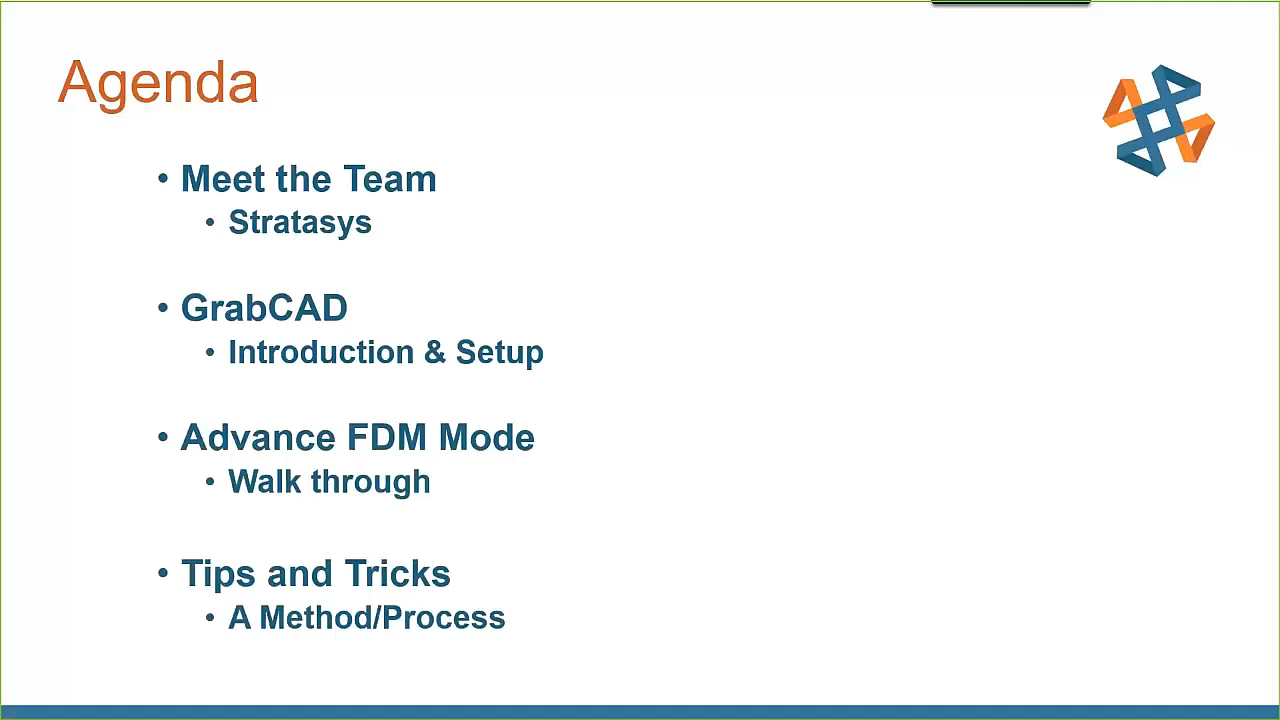 Agenda
• Meet the Team
• Stratasys
• GrabCAD
• Introduction & Setup
• Advance FDM Mode
• Walk through
• Tips and Tricks
• A Method/Process